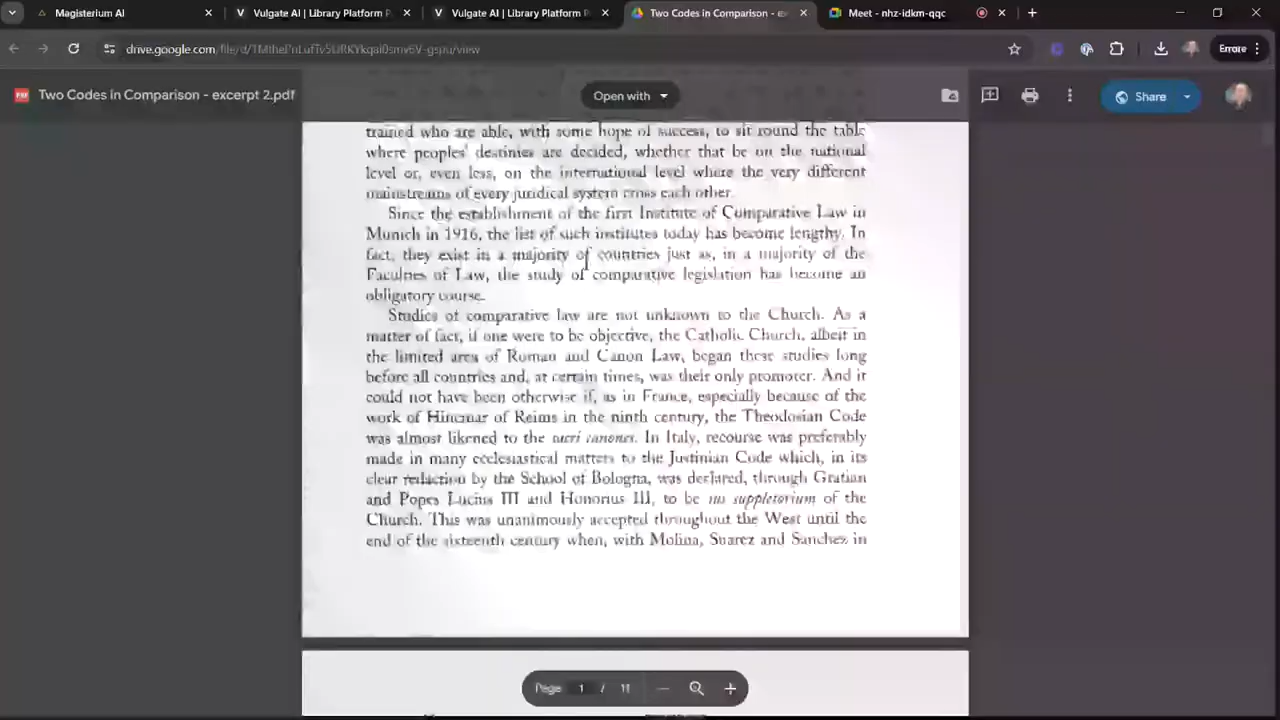 Magisterium AI
Vulgate AI | Library Platform P
Vulgate AI | Library Platform P
Two Codes in Comparison - ex
Meet - nhz-idkm-qqc
drive.google.com
Errore
Two Codes in Comparison - excerpt 2.pdf
Open with
Share
trained who are able, with some hope of success, to sit round the table
where peoples' destinies are decided, whether that be on the national
level or, even less, on the international level where the very different
mainstreams of every juridical system cross each other.
Since the establishment of the first Institute of Comparative Law in
Munich in 1916, the list of such institutes today has become lengthy. In
fact, they exist in a majority of countries just as, in a majority of the
Faculties of Law, the study of comparative legislation has become an
obligatory course.
Studies of comparative law are not unknown to the Church. As a
matter of fact, if one were to be objective, the Catholic Church, albeit in
the limited area of Roman and Canon Law, began these studies long
before all countries and, at certain times, was their only promoter. And it
could not have been otherwise if, as in France, especially because of the
work of Hincmar of Reims in the ninth century, the Theodosian Code
was almost likened to the sacri canones. In Italy, recourse was preferably
made in many ecclesiastical matters to the Justinian Code which, in its
clear reduction by the School of Bologna, was declared, through Gratian
and Popes Lucius III and Honorius III, to be ius suppletorium of the
Church. This was unanimously accepted throughout the West until the
end of the sixteenth century when, with Molina, Suarez and Sanchez in
Page 1 / 11